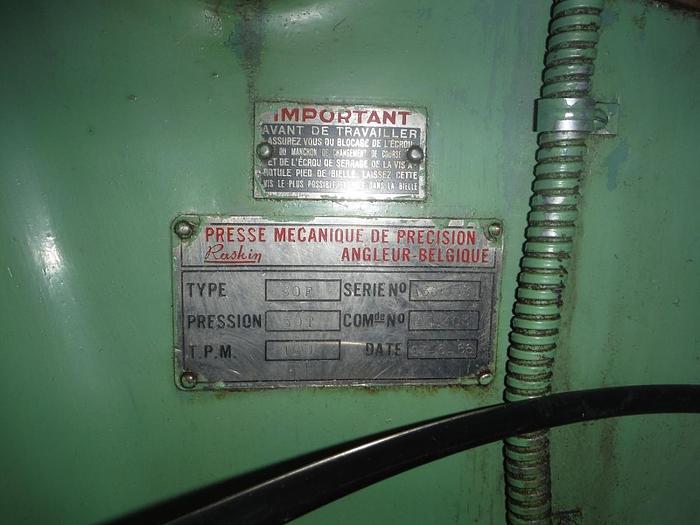 IMPORTANT
AVANT DE TRAVAILLER
ASSUREZ VOUS DU BLOCAGE DE L'ÉCROU
DU MANCHON DE CHANGEMENT DE COURSE
ET DE L'ÉCROU DE SERRAGE DE LA VIS A
ROTULE PIED DE BIELLE. LAISSEZ CETTE
VIS LE PLUS POSSIBLE DANS LA BIELLE
PRESSE MECANIQUE DE PRECISION
Raskin ANGLEUR-BELGIQUE
TYPE SERIE No
PRESSION COMde No
T.P.M. DATE